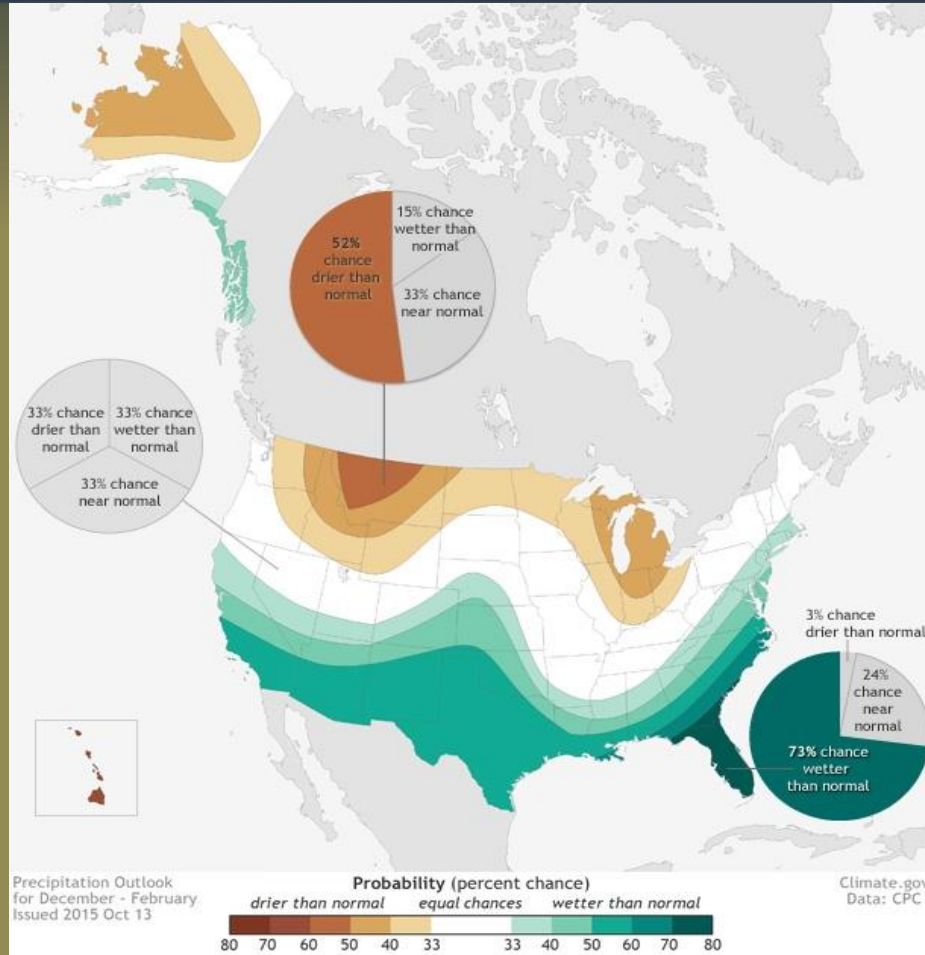 15% chance
wetter than
normal
52%
chance
drier than
normal
33% chance
near normal
33% chance
drier than
normal
33% chance
wetter than
normal
33% chance
near normal
3% chance
drier than normal
24%
chance
near
normal
73% chance
wetter
than normal
Precipitation Outlook
for December - February
Issued 2015 Oct 13
Probability (percent chance)
drier than normal equal chances wetter than normal
80 70 60 50 40 33 33 40 50 60 70 80
Climate.gov
Data: CPC